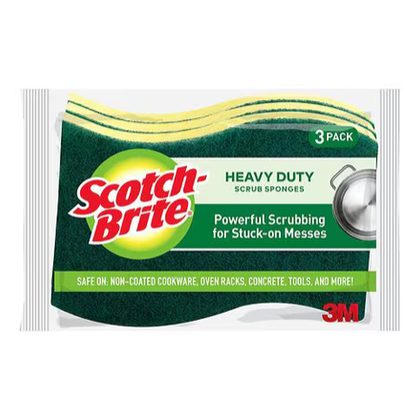 3 PACK
Scotch-
Brite
HEAVY DUTY
SCRUB SPONGES
Powerful Scrubbing
for Stuck-on Messes
SAFE ON: NON-COATED COOKWARE, OVEN RACKS, CONCRETE, TOOLS, AND MORE!
3M